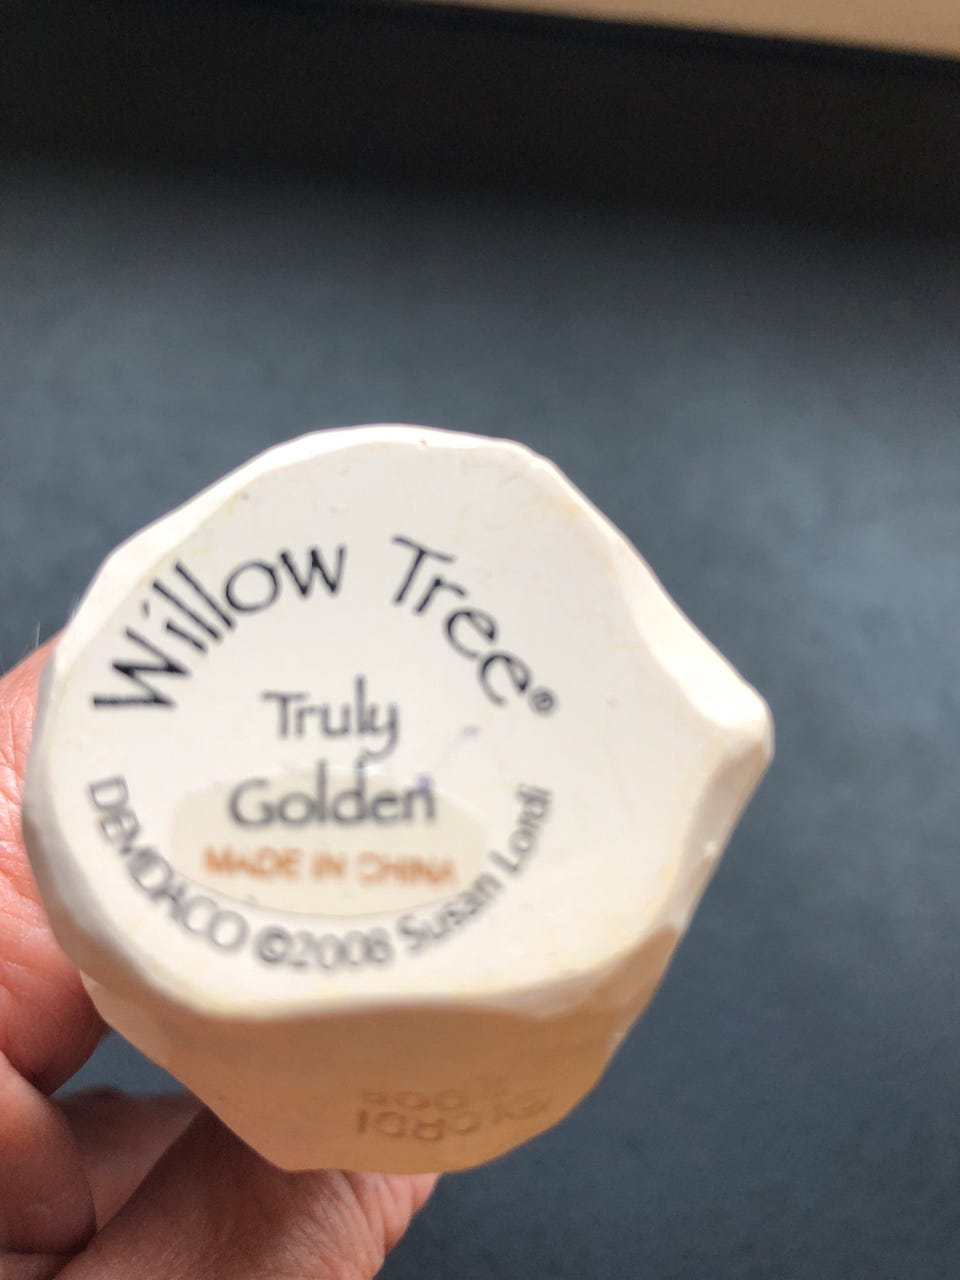 Willow Tree®
Truly
Golden
MADE IN CHINA
DEMDACO ©2008 Susan Lordi